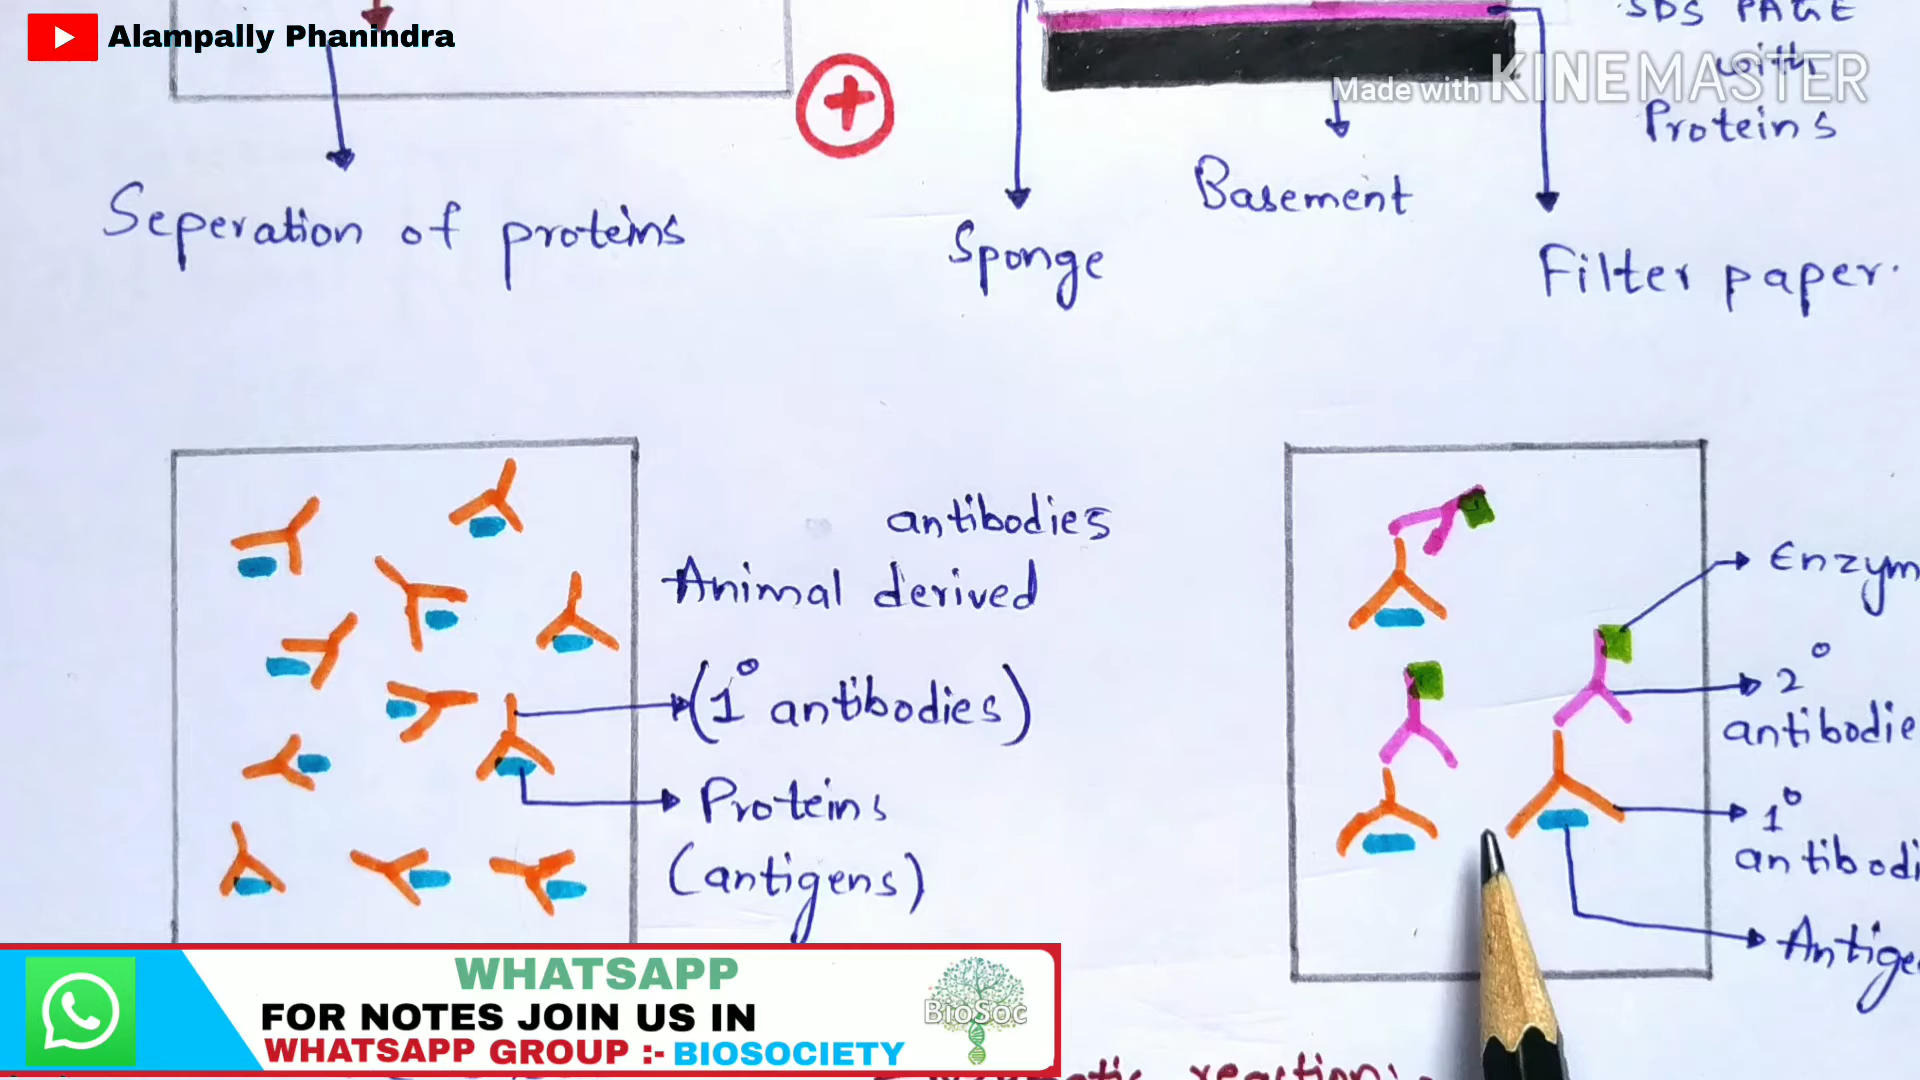 Alampally Phanindra
SDS PAGE
with
Proteins
Made with KINEMASTER
Seperation of proteins
Basement
Sponge
Filter paper.
antibodies
Animal derived
(1° antibodies)
Proteins
(antigens)
Enzym
2°
antibodie
1°
antibodi
Antige
WHATSAPP
FOR NOTES JOIN US IN
WHATSAPP GROUP :- BIOSOCIETY
BioSoc
reaction:-